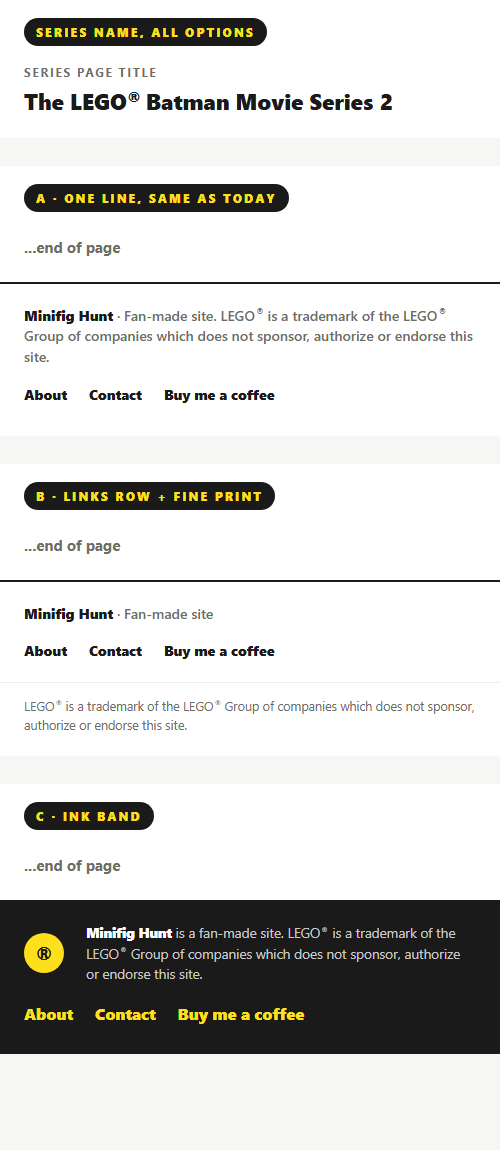 SERIES NAME, ALL OPTIONS
SERIES PAGE TITLE
The LEGO® Batman Movie Series 2
A · ONE LINE, SAME AS TODAY
...end of page
Minifig Hunt · Fan-made site. LEGO® is a trademark of the LEGO®
Group of companies which does not sponsor, authorize or endorse this
site.
About Contact Buy me a coffee
B · LINKS ROW + FINE PRINT
...end of page
Minifig Hunt · Fan-made site
About Contact Buy me a coffee
LEGO® is a trademark of the LEGO® Group of companies which does not sponsor,
authorize or endorse this site.
C · INK BAND
...end of page
®
Minifig Hunt is a fan-made site. LEGO® is a trademark of the
LEGO® Group of companies which does not sponsor, authorize
or endorse this site.
About Contact Buy me a coffee